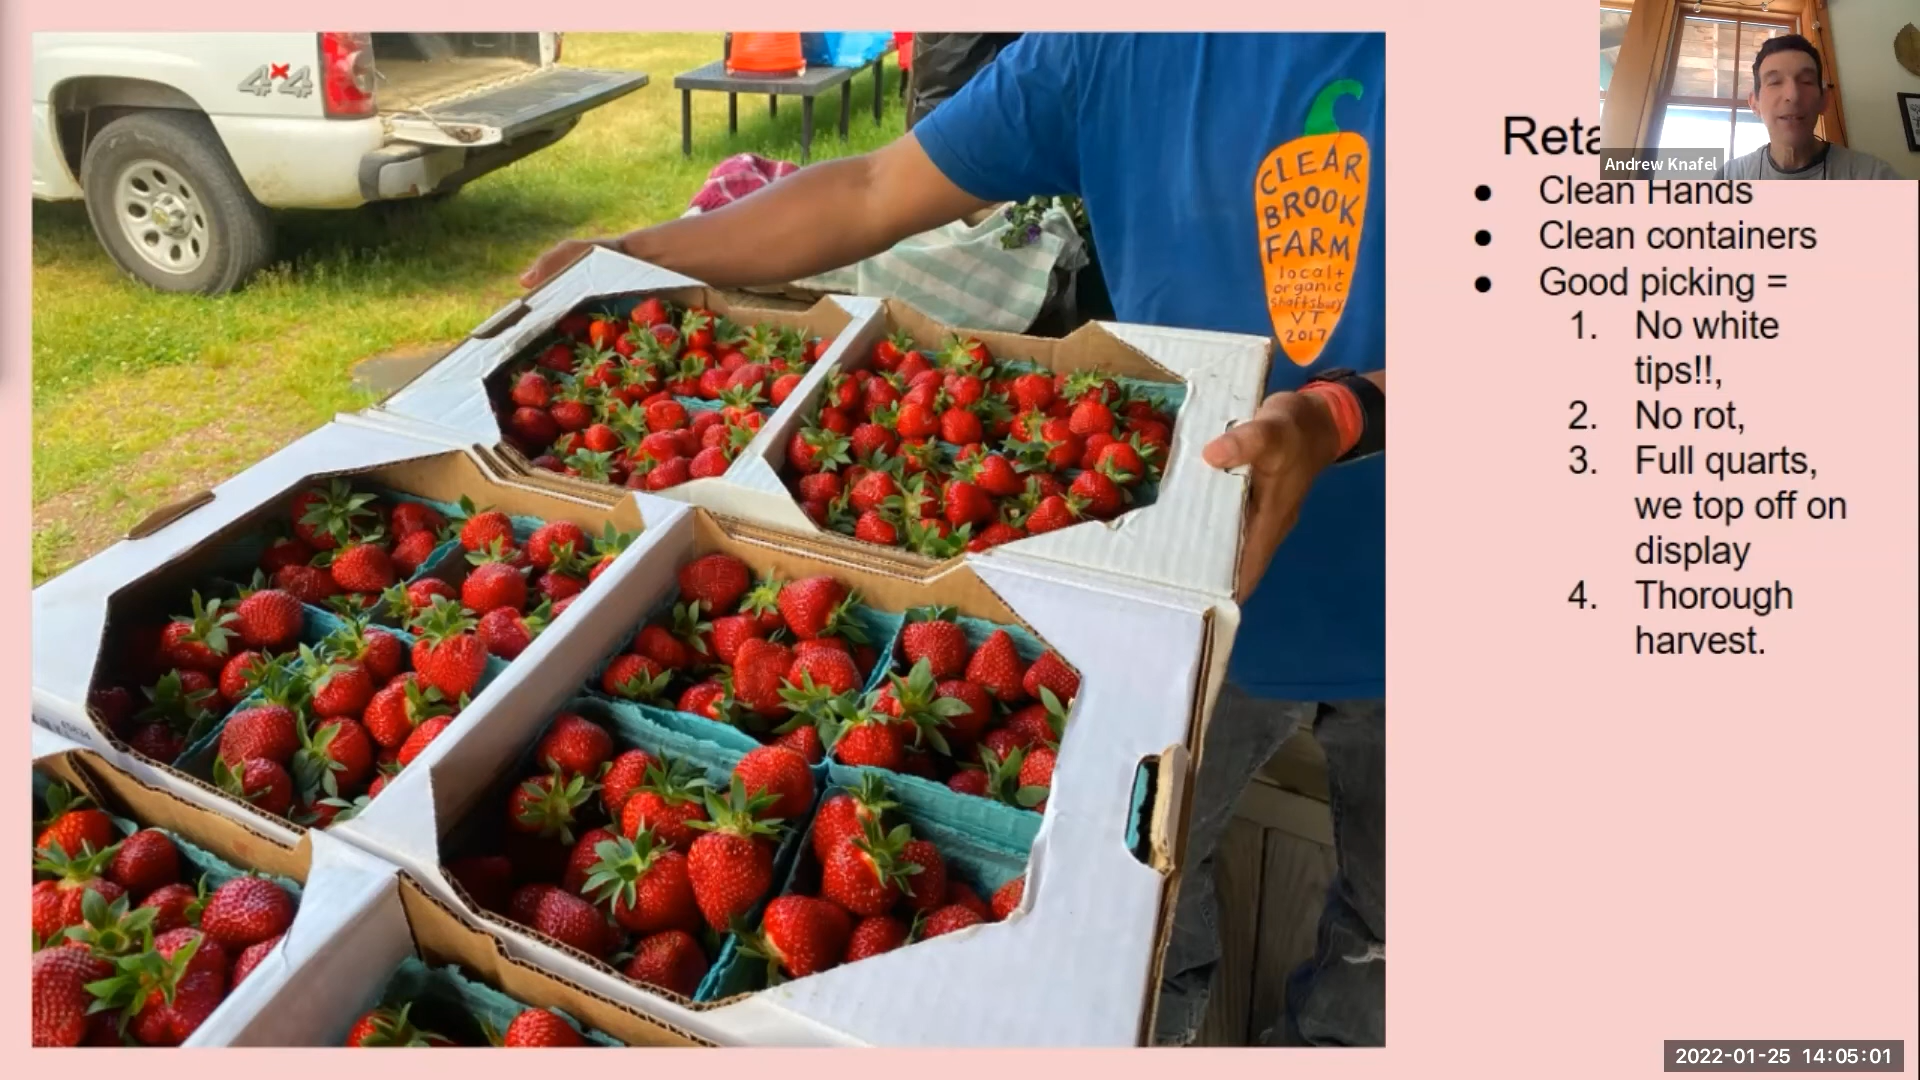 4x4
CLEAR
BROOK
FARM
local+
organic
Shaftsbury
VT
2017
Andrew Knafel
● Clean Hands
● Clean containers
● Good picking =
1. No white
tips!!,
2. No rot,
3. Full quarts,
we top off on
display
4. Thorough
harvest.
2022-01-25 14:05:01